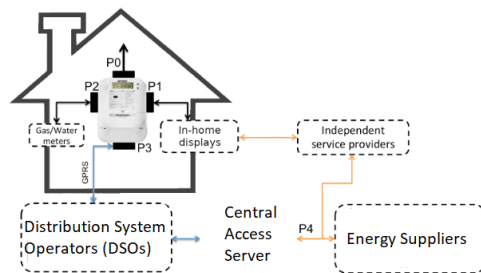 P0
P2
P1
Gas/Water
meters
In-home
displays
Independent
service providers
P3
GPRS
Distribution System
Operators (DSOs)
Central
Access
Server
P4
Energy Suppliers